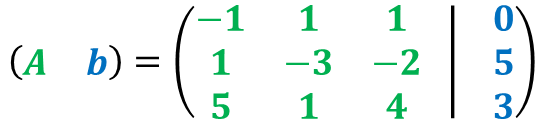 (A b) = (−1 1 1 | 0
1 −3 −2 | 5
5 1 4 | 3)